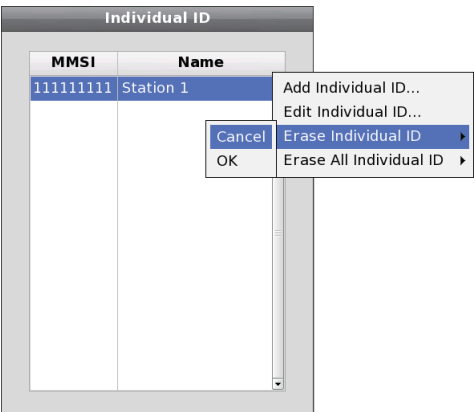 Individual ID
MMSI Name
111111111 Station 1
Add Individual ID...
Edit Individual ID...
Erase Individual ID
Erase All Individual ID
Cancel
OK